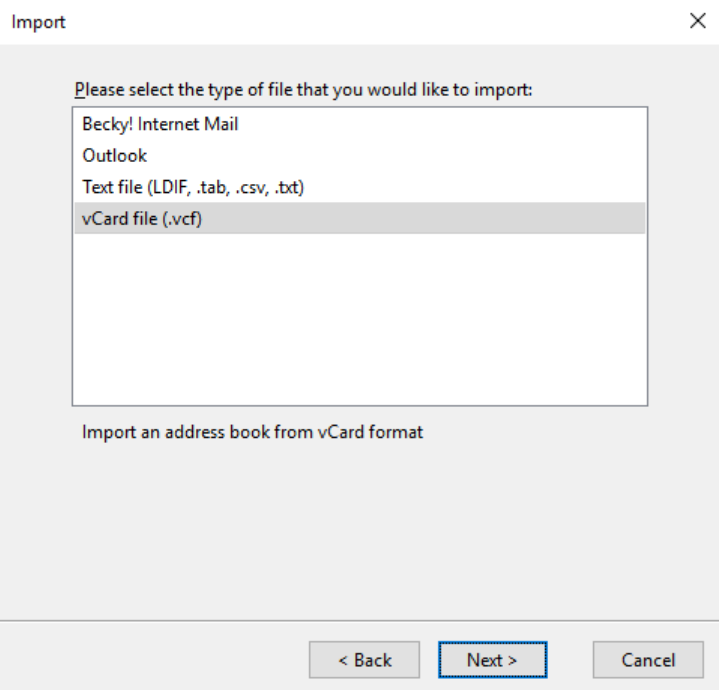 Import
Please select the type of file that you would like to import:
Becky! Internet Mail
Outlook
Text file (LDIF, .tab, .csv, .txt)
vCard file (.vcf)
Import an address book from vCard format
< Back
Next >
Cancel